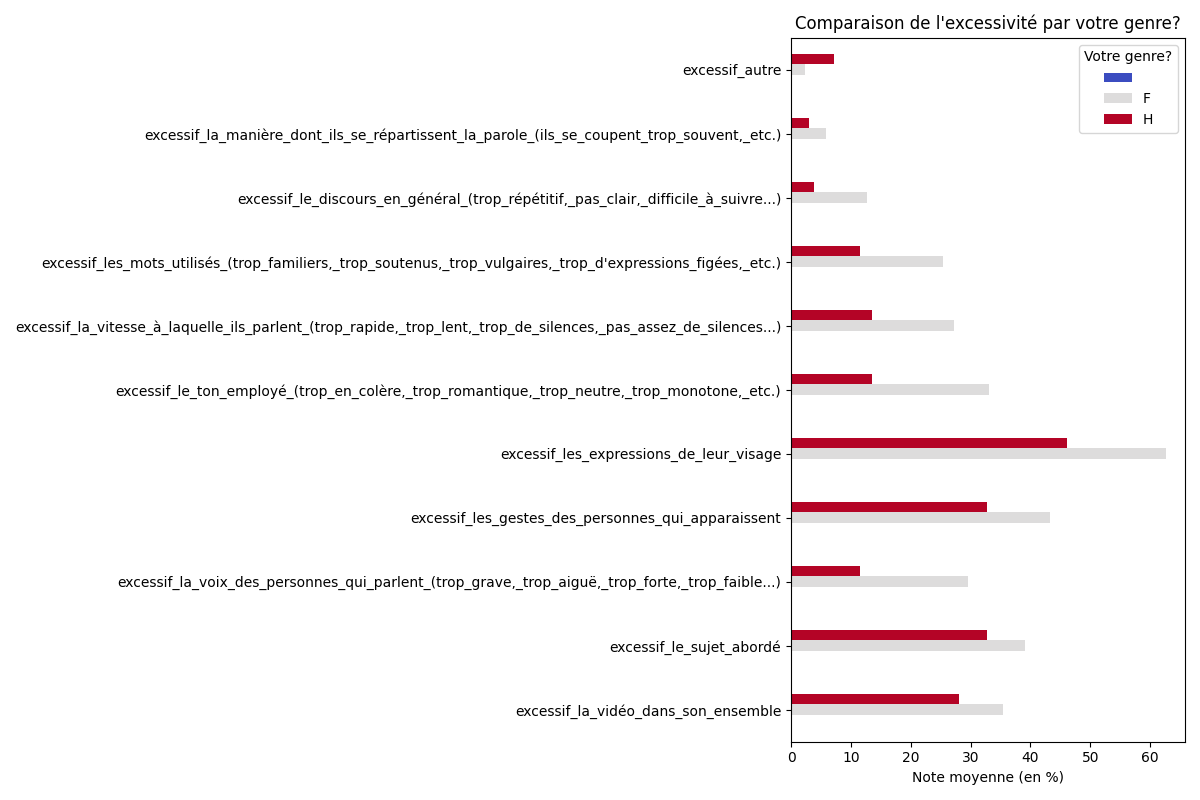 Comparaison de l'excessivité par votre genre?
Votre genre?
F
H
excessif_autre
excessif_la_manière_dont_ils_se_répartissent_la_parole_(ils_se_coupent_trop_souvent,_etc.)
excessif_le_discours_en_général_(trop_répétitif,_pas_clair,_difficile_à_suivre...)
excessif_les_mots_utilisés_(trop_familiers,_trop_soutenus,_trop_vulgaires,_trop_d'expressions_figées,_etc.)
excessif_la_vitesse_à_laquelle_ils_parlent_(trop_rapide,_trop_lent,_trop_de_silences,_pas_assez_de_silences...)
excessif_le_ton_employé_(trop_en_colère,_trop_romantique,_trop_neutre,_trop_monotone,_etc.)
excessif_les_expressions_de_leur_visage
excessif_les_gestes_des_personnes_qui_apparaissent
excessif_la_voix_des_personnes_qui_parlent_(trop_grave,_trop_aiguë,_trop_forte,_trop_faible...)
excessif_le_sujet_abordé
excessif_la_vidéo_dans_son_ensemble
0 10 20 30 40 50 60
Note moyenne (en %)